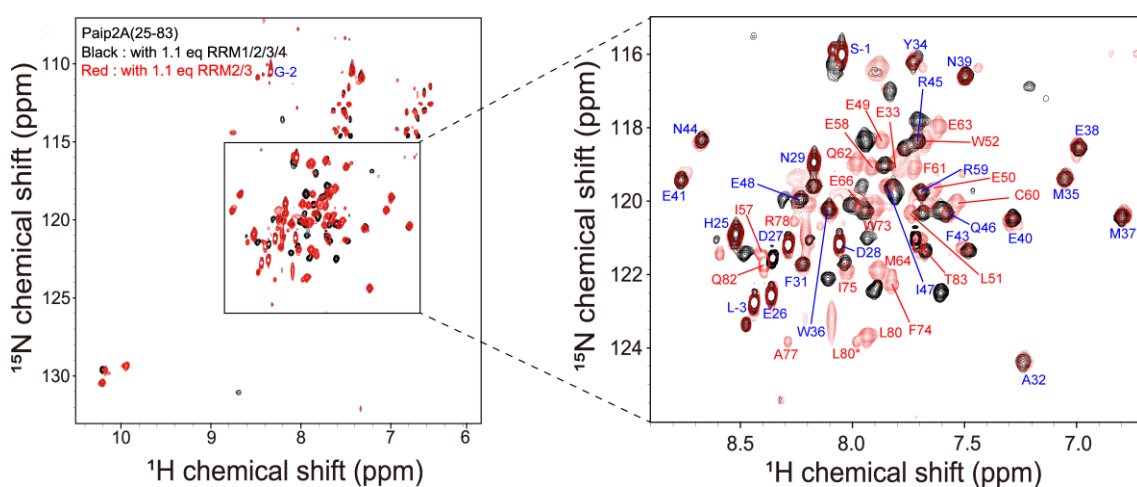 Paip2A(25-83)
Black : with 1.1 eq RRM1/2/3/4
Red : with 1.1 eq RRM2/3
G-2
110
115
120
125
130
10
9
8
7
6
¹⁵N chemical shift (ppm)
¹H chemical shift (ppm)
116
118
120
122
124
8.5
8.0
7.5
7.0
¹⁵N chemical shift (ppm)
¹H chemical shift (ppm)
S-1
Y34
N39
R45
E49
E33
E63
N44
E58
W52
E38
Q62
N29
F61
R59
E50
M35
E41
E48
E66
C60
I57
R78
W73
Q46
H25
D27
F43
E40
M37
D28
M64
L51
Q82
F31
T83
I75
I47
L-3
E26
W36
F74
L80
A77
L80*
A32